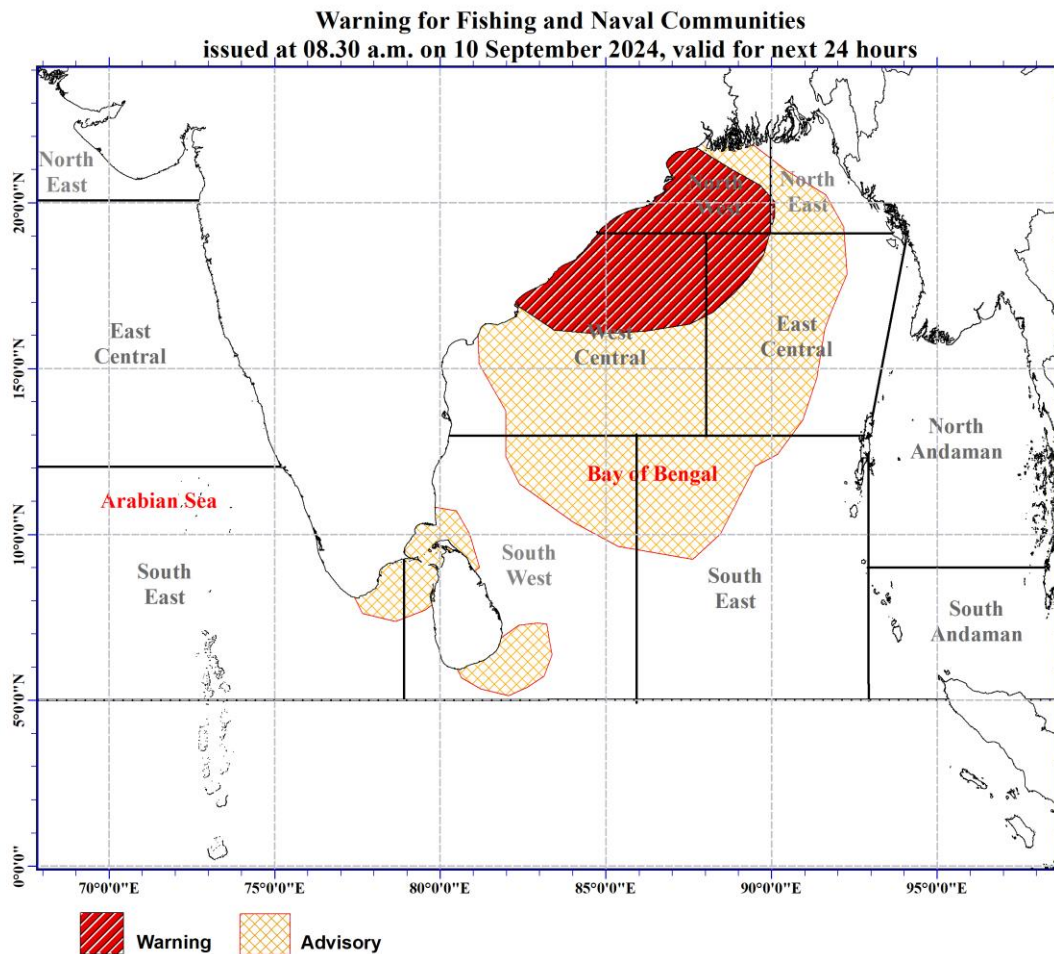 Warning for Fishing and Naval Communities
issued at 08.30 a.m. on 10 September 2024, valid for next 24 hours
North
East
North
West
North
East
20°0'0"N
East
Central
West
Central
East
Central
15°0'0"N
North
Andaman
Arabian Sea
Bay of Bengal
10°0'0"N
South
East
South
West
South
East
South
Andaman
5°0'0"N
0°0'0"
70°0'0"E
75°0'0"E
80°0'0"E
85°0'0"E
90°0'0"E
95°0'0"E
Warning
Advisory